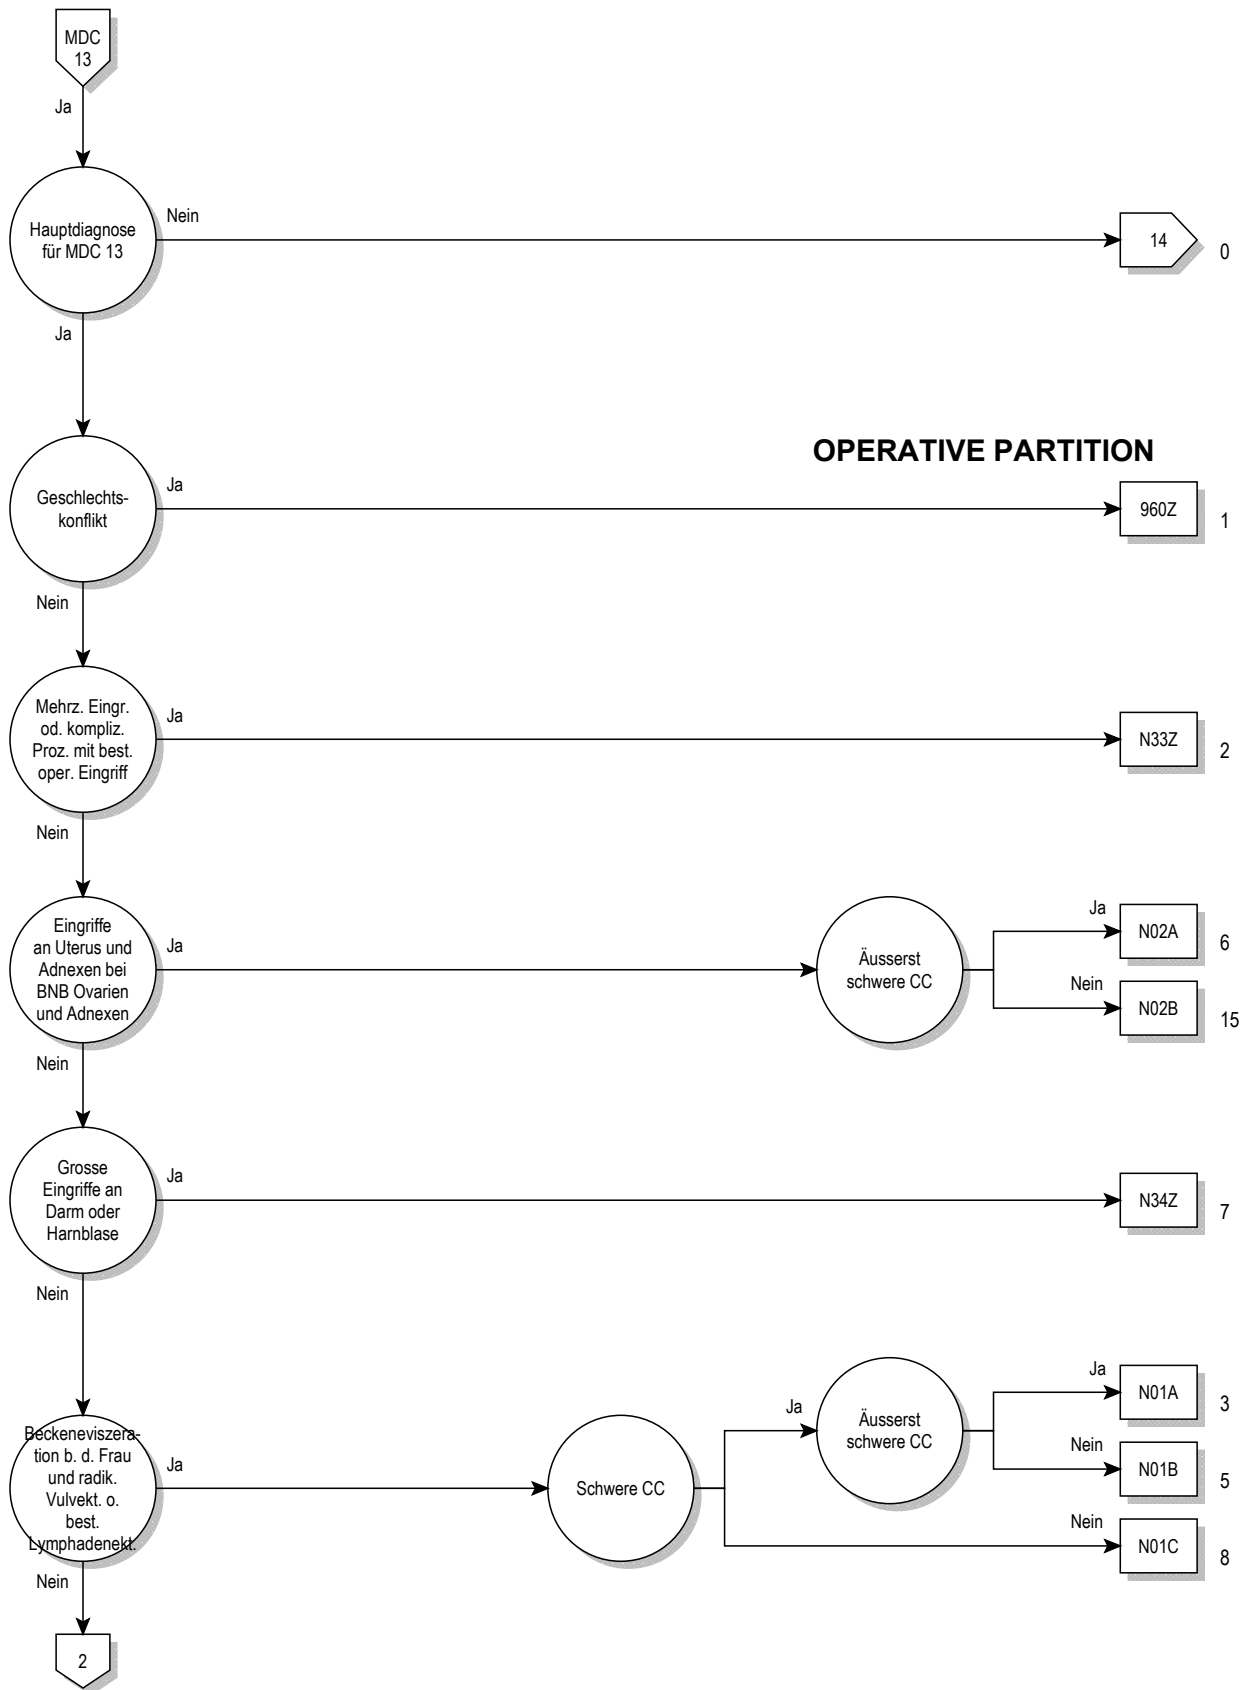 MDC
13
Ja
Hauptdiagnose
für MDC 13
Nein
14
0
Ja
OPERATIVE PARTITION
Geschlechts-
konflikt
Ja
960Z
1
Nein
Mehrz. Eingr.
od. kompliz.
Proz. mit best.
oper. Eingriff
Ja
N33Z
2
Nein
Eingriffe
an Uterus und
Adnexen bei
BNB Ovarien
und Adnexen
Ja
Äusserst
schwere CC
Ja
N02A
6
Nein
N02B
15
Nein
Grosse
Eingriffe an
Darm oder
Harnblase
Ja
N34Z
7
Nein
Beckeneviszera-
tion b. d. Frau
und radik.
Vulvekt. o.
best.
Lymphadenekt.
Ja
Schwere CC
Ja
Äusserst
schwere CC
Ja
N01A
3
Nein
N01B
5
Nein
N01C
8
Nein
2